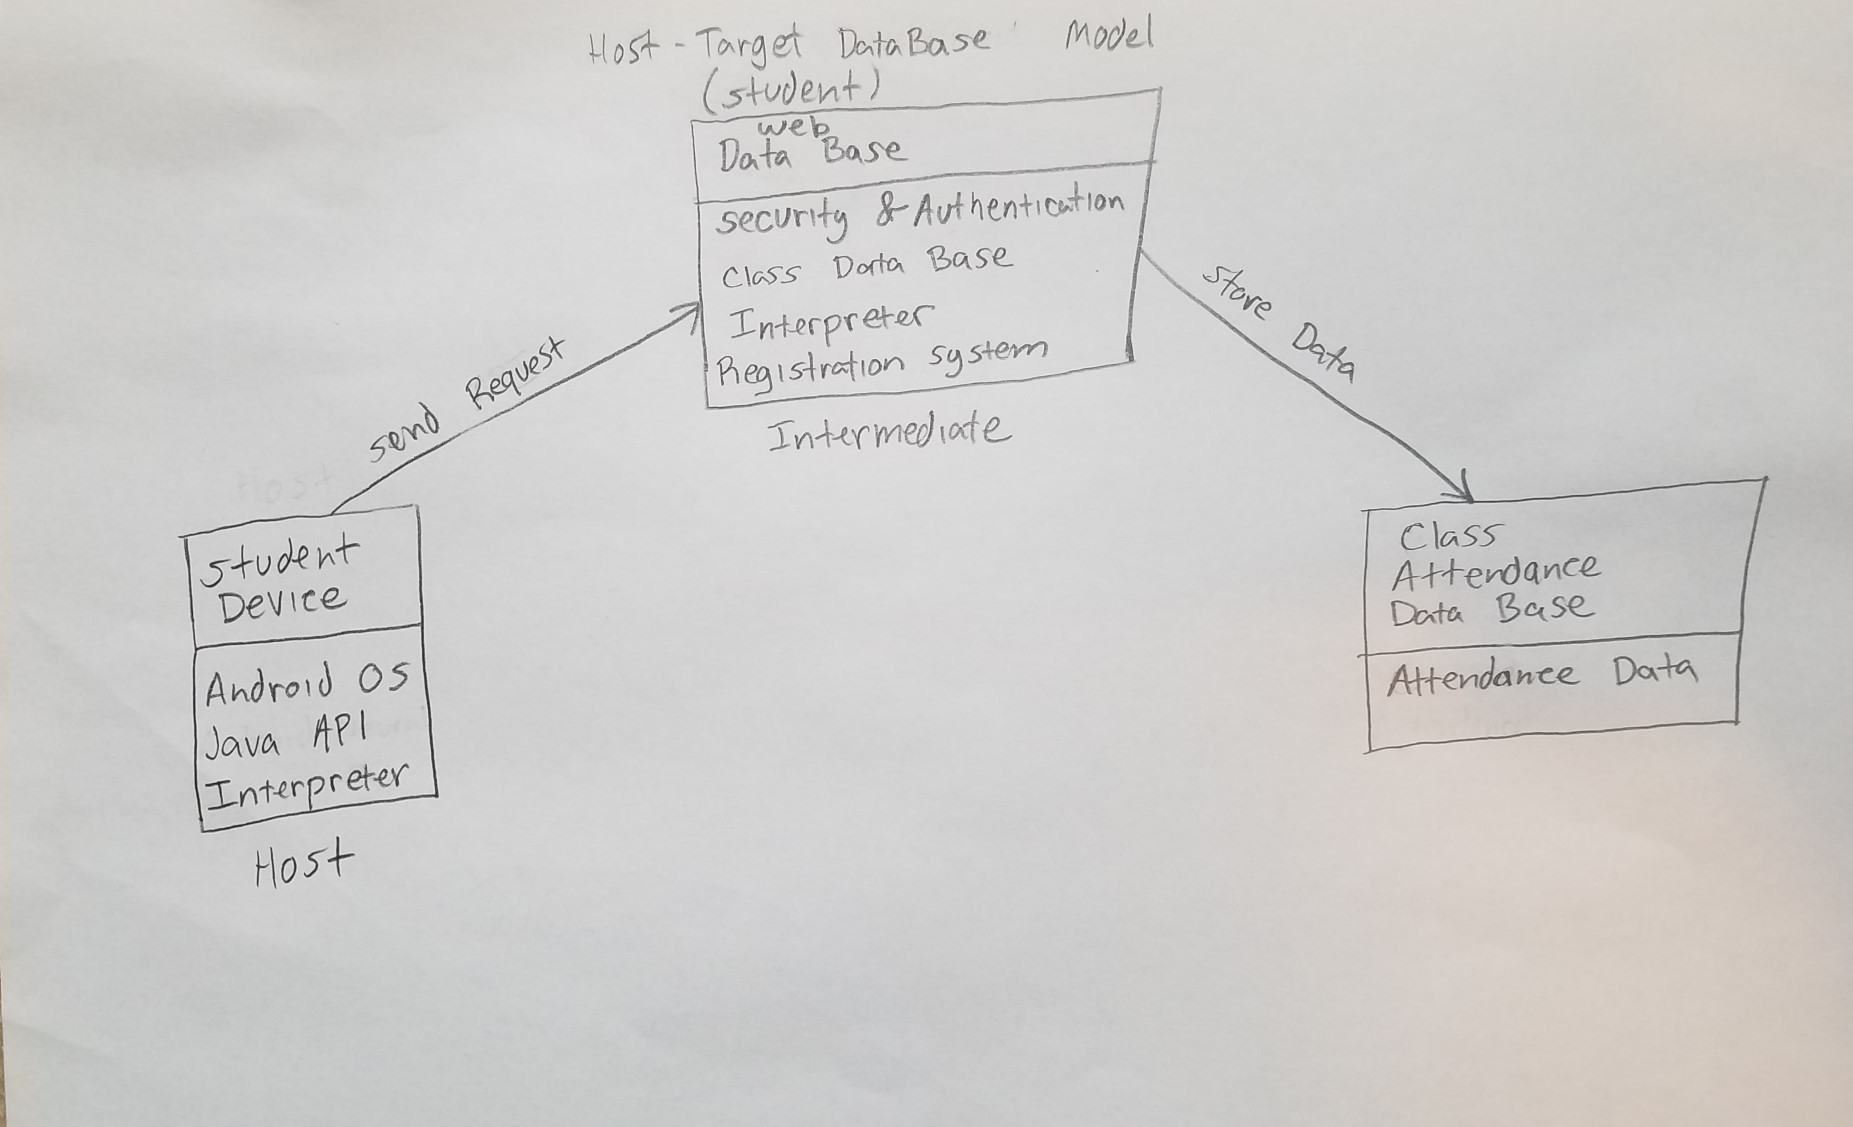 Host - Target DataBase Model
(student)
web
Data Base
security & Authentication
Class Data Base
Interpreter
Registration system
Intermediate
send Request
store Data
Host
Student
Device
Android OS
Java API
Interpreter
Host
Class
Attendance
Data Base
Attendance Data